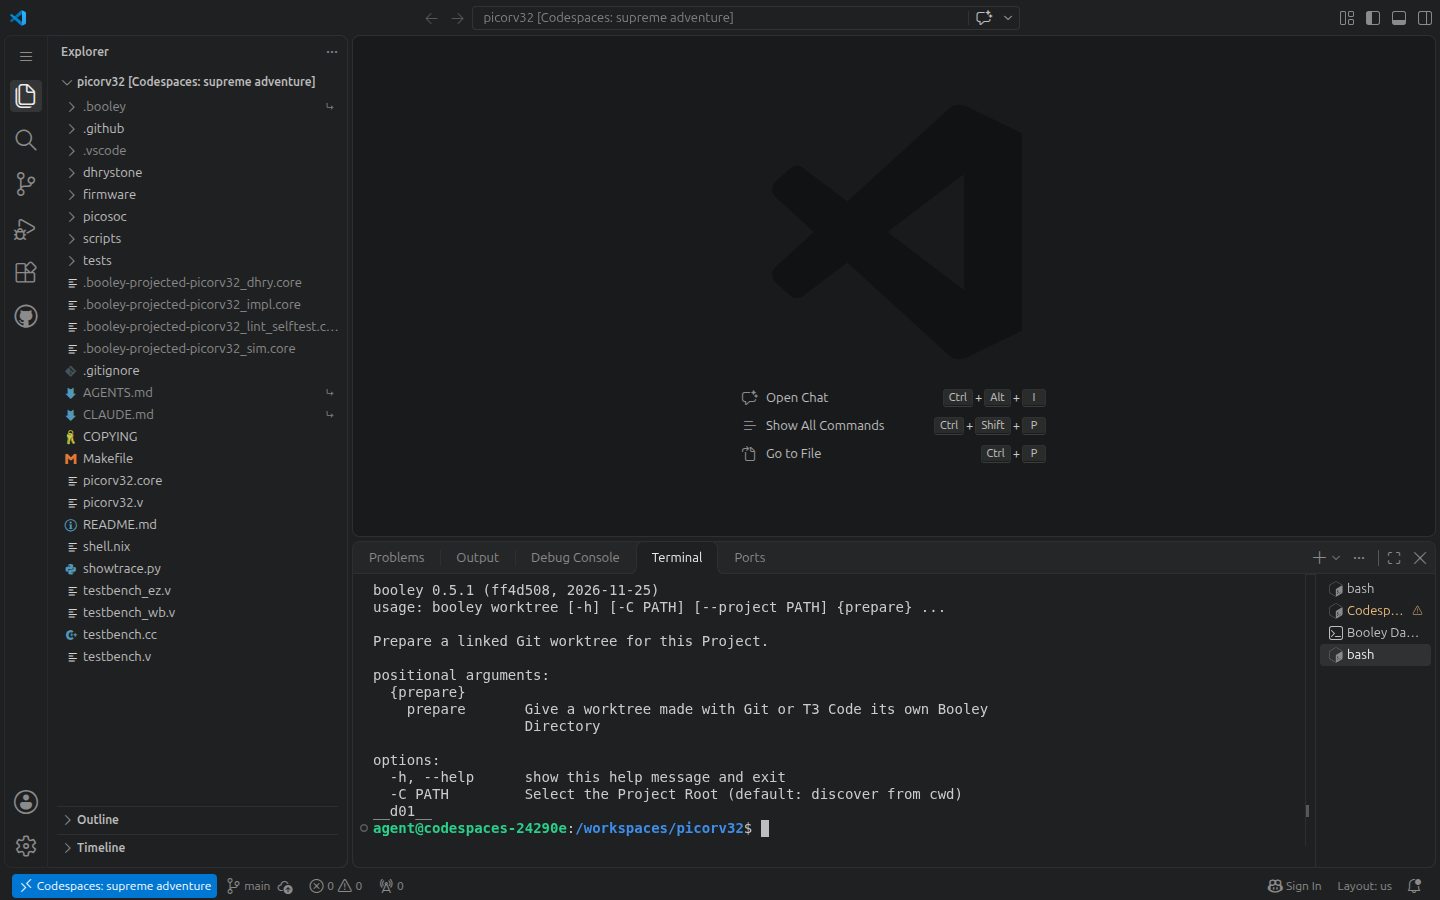 picorv32 [Codespaces: supreme adventure]
Explorer
picorv32 [Codespaces: supreme adventure]
.booley
.github
.vscode
dhrystone
firmware
picosoc
scripts
tests
.booley-projected-picorv32_dhry.core
.booley-projected-picorv32_impl.core
.booley-projected-picorv32_lint_selftest.c...
.booley-projected-picorv32_sim.core
.gitignore
AGENTS.md
CLAUDE.md
COPYING
Makefile
picorv32.core
picorv32.v
README.md
shell.nix
showtrace.py
testbench_ez.v
testbench_wb.v
testbench.cc
testbench.v
Outline
Timeline
Open Chat Ctrl + Alt + I
Show All Commands Ctrl + Shift + P
Go to File Ctrl + P
Problems Output Debug Console Terminal Ports
booley 0.5.1 (ff4d508, 2026-11-25)
usage: booley worktree [-h] [-C PATH] [--project PATH] {prepare} ...
Prepare a linked Git worktree for this Project.
positional arguments:
{prepare}
prepare Give a worktree made with Git or T3 Code its own Booley
Directory
options:
-h, --help show this help message and exit
-C PATH Select the Project Root (default: discover from cwd)
__d01__
agent@codespaces-24290e:/workspaces/picorv32$
bash
Codesp...
Booley Da...
bash
Codespaces: supreme adventure main 0 0 0 Sign In Layout: us